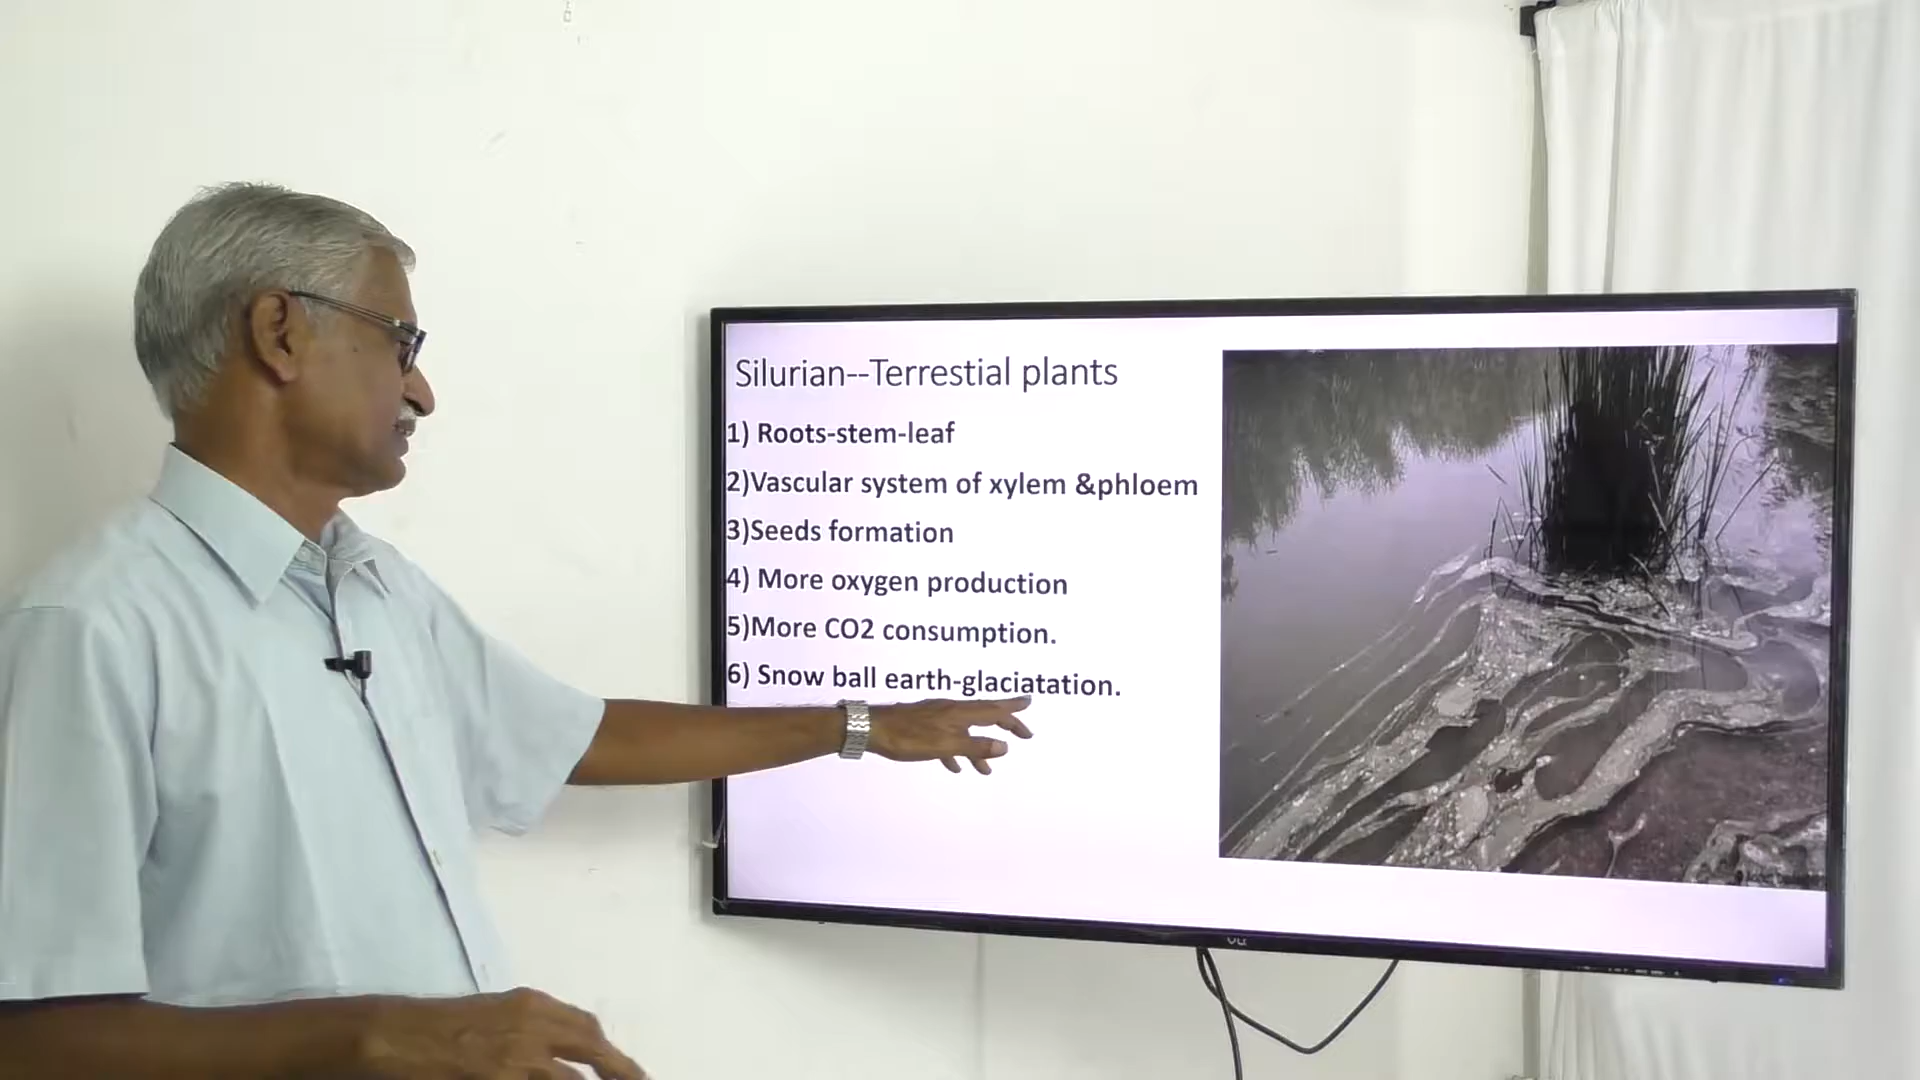 Silurian--Terrestial plants
1) Roots-stem-leaf
2)Vascular system of xylem &phloem
3)Seeds formation
4) More oxygen production
5)More CO2 consumption.
6) Snow ball earth-glaciatation.